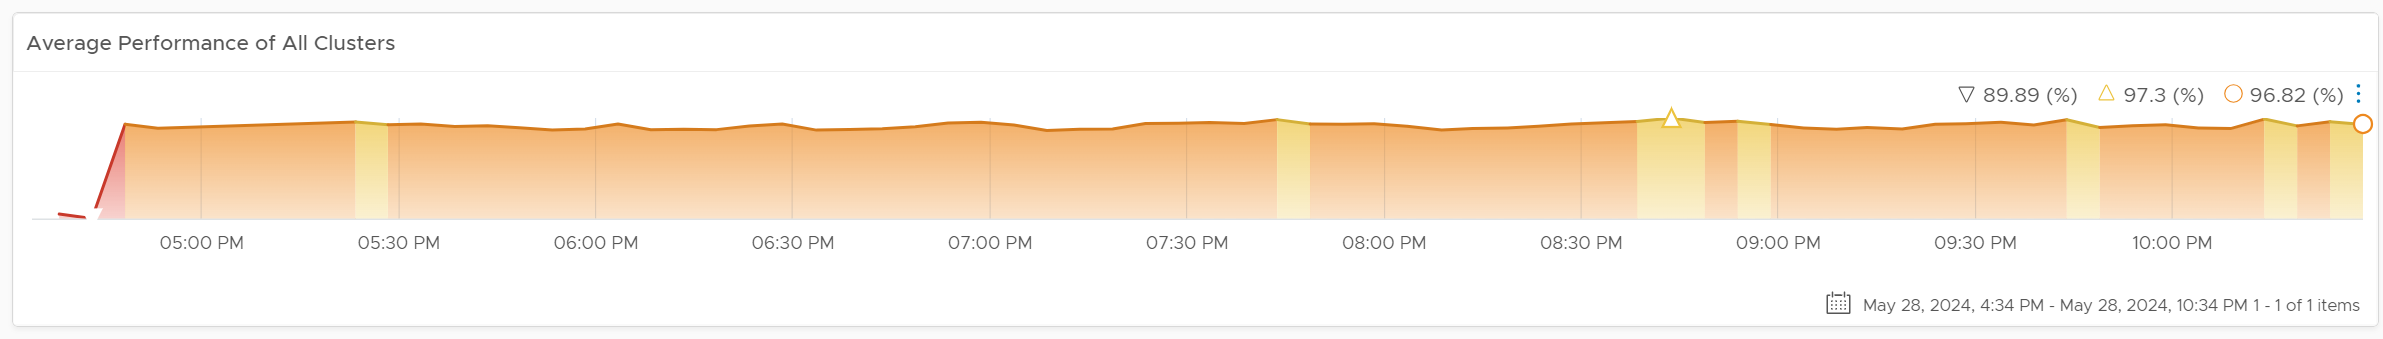 Average Performance of All Clusters
89.89 (%) 97.3 (%) 96.82 (%)
05:00 PM 05:30 PM 06:00 PM 06:30 PM 07:00 PM 07:30 PM 08:00 PM 08:30 PM 09:00 PM 09:30 PM 10:00 PM
May 28, 2024, 4:34 PM - May 28, 2024, 10:34 PM 1 - 1 of 1 items